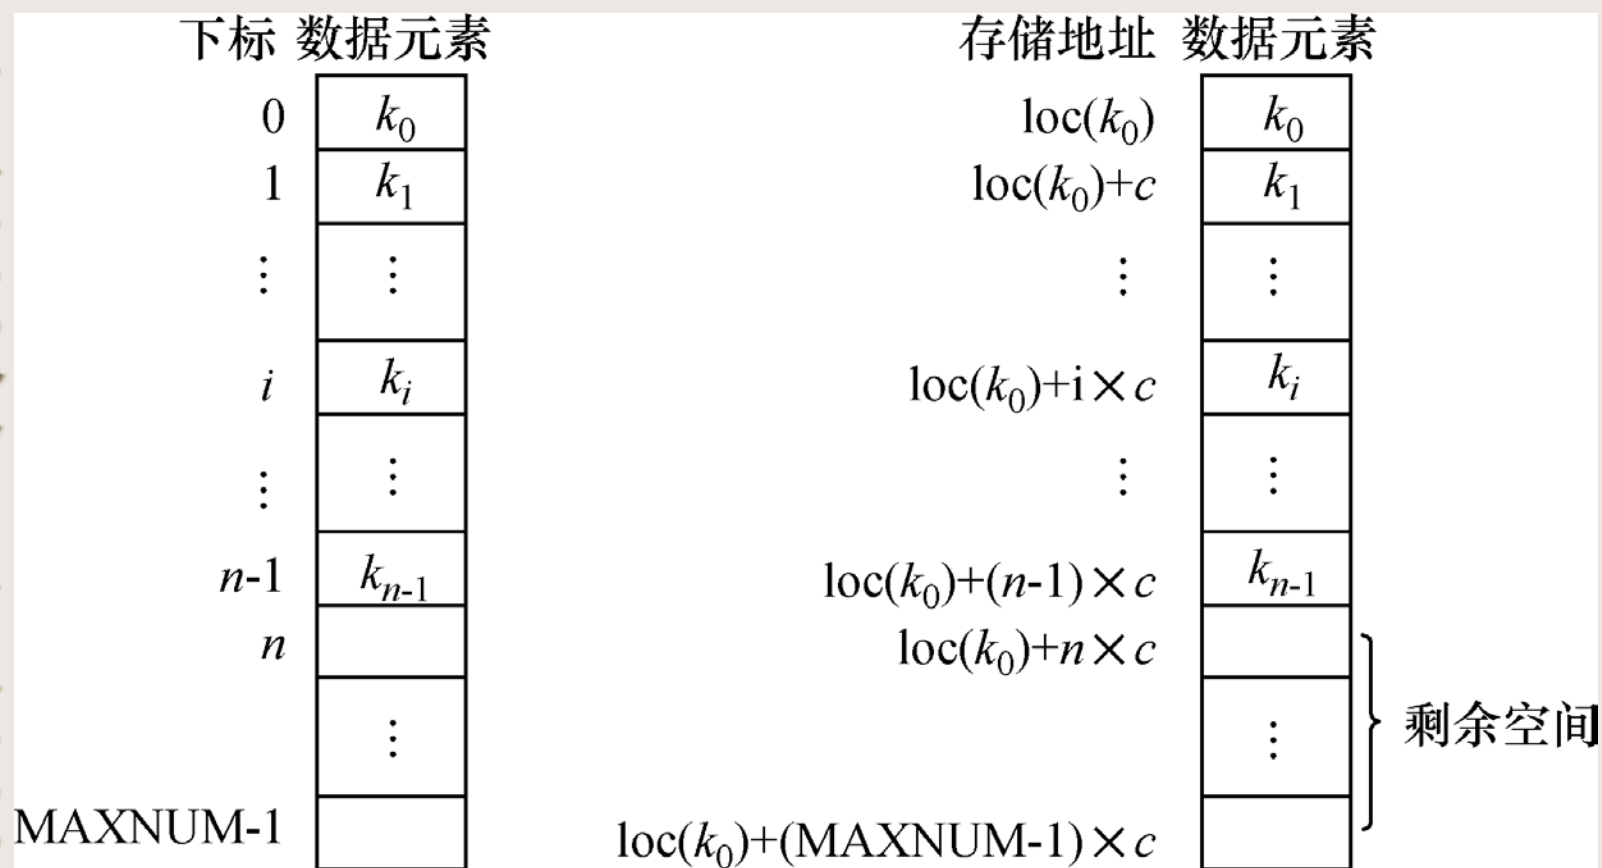 下标 数据元素 存储地址 数据元素
0 k₀ loc(k₀) k₀
1 k₁ loc(k₀)+c k₁
⋮ ⋮ ⋮ ⋮
i kᵢ loc(k₀)+i×c kᵢ
⋮ ⋮ ⋮ ⋮
n-1 kₙ₋₁ loc(k₀)+(n-1)×c kₙ₋₁
n loc(k₀)+n×c
⋮ ⋮ 剩余空间
MAXNUM-1 loc(k₀)+(MAXNUM-1)×c